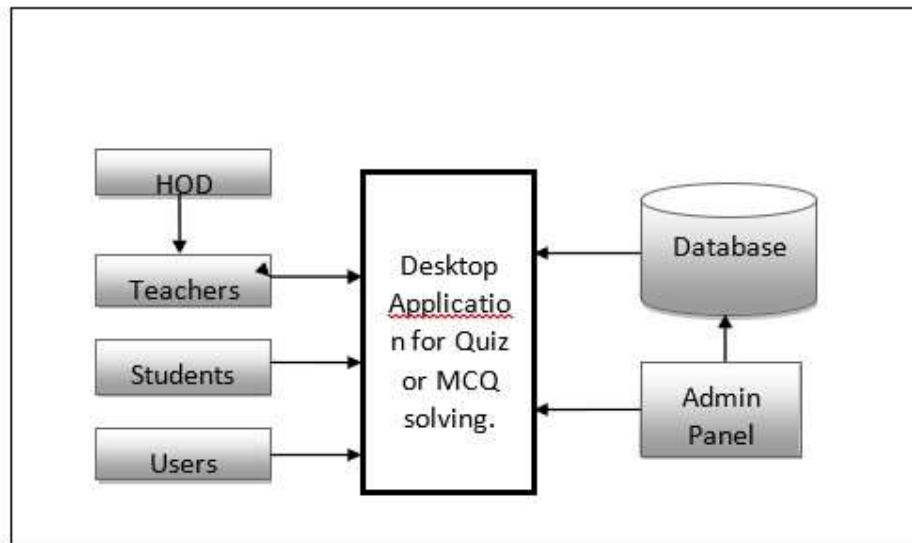 HOD
Teachers
Students
Users
Desktop
Applicatio
n for Quiz
or MCQ
solving.
Database
Admin
Panel